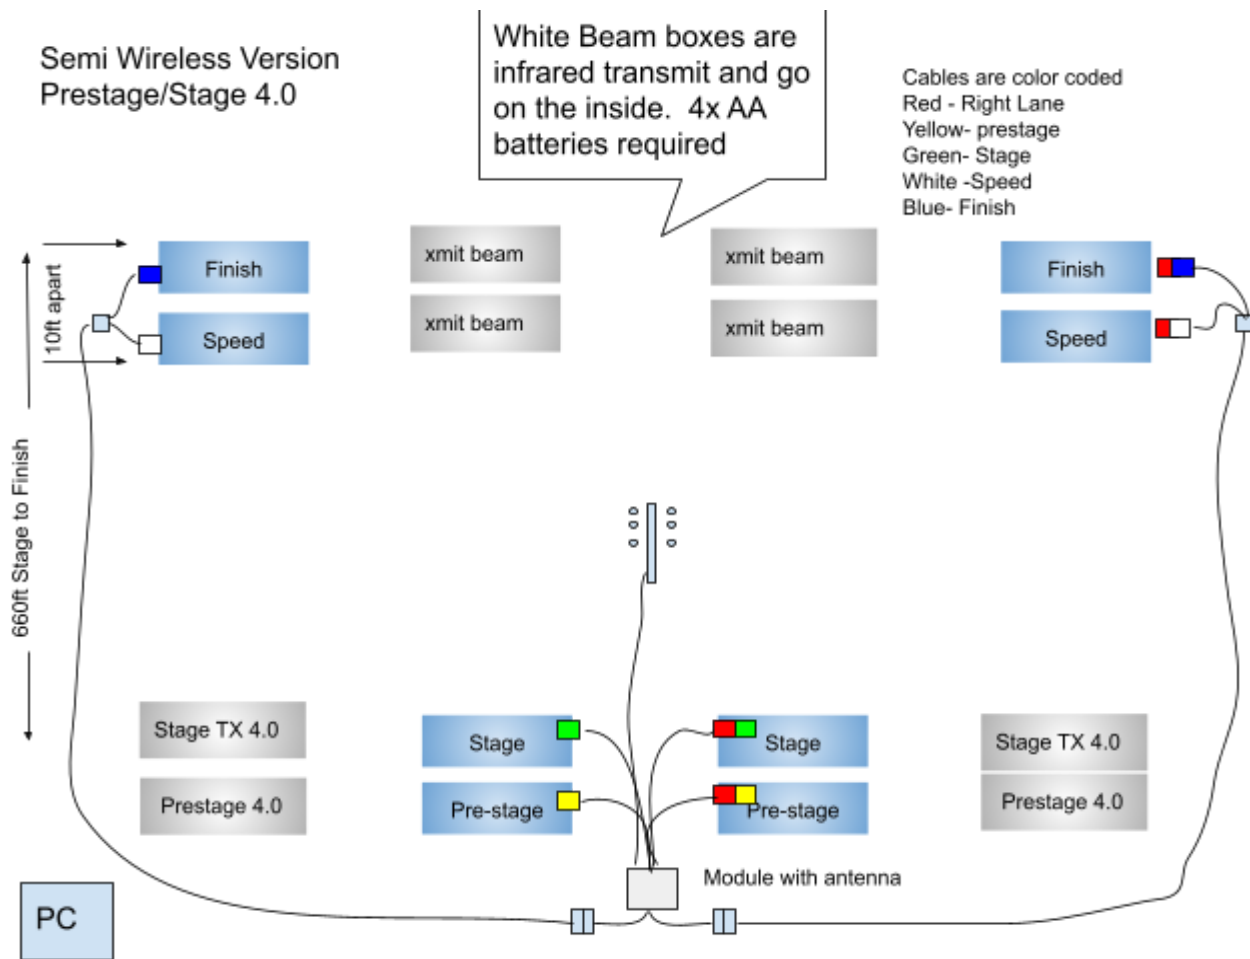 Semi Wireless Version
Prestage/Stage 4.0
White Beam boxes are
infrared transmit and go
on the inside. 4x AA
batteries required
Cables are color coded
Red - Right Lane
Yellow- prestage
Green- Stage
White -Speed
Blue- Finish
Finish
xmit beam
xmit beam
Finish
10ft apart
Speed
xmit beam
xmit beam
Speed
660ft Stage to Finish
Stage TX 4.0
Stage
Stage
Stage TX 4.0
Prestage 4.0
Pre-stage
Pre-stage
Prestage 4.0
Module with antenna
PC